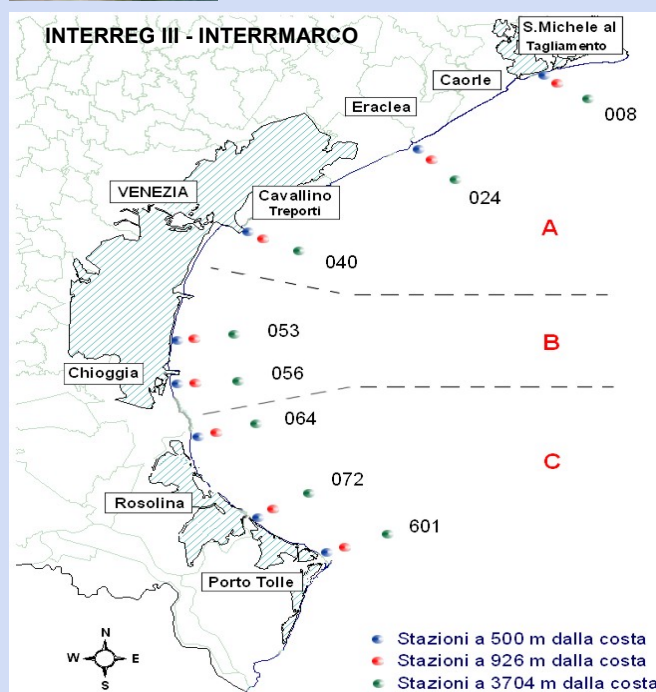 INTERREG III - INTERRMARCO
S.Michele al
Tagliamento
Caorle
008
Eraclea
024
VENEZIA
Cavallino
Treporti
A
040
053
B
Chioggia
056
064
C
072
Rosolina
601
Porto Tolle
N
W E
S
Stazioni a 500 m dalla costa
Stazioni a 926 m dalla costa
Stazioni a 3704 m dalla costa